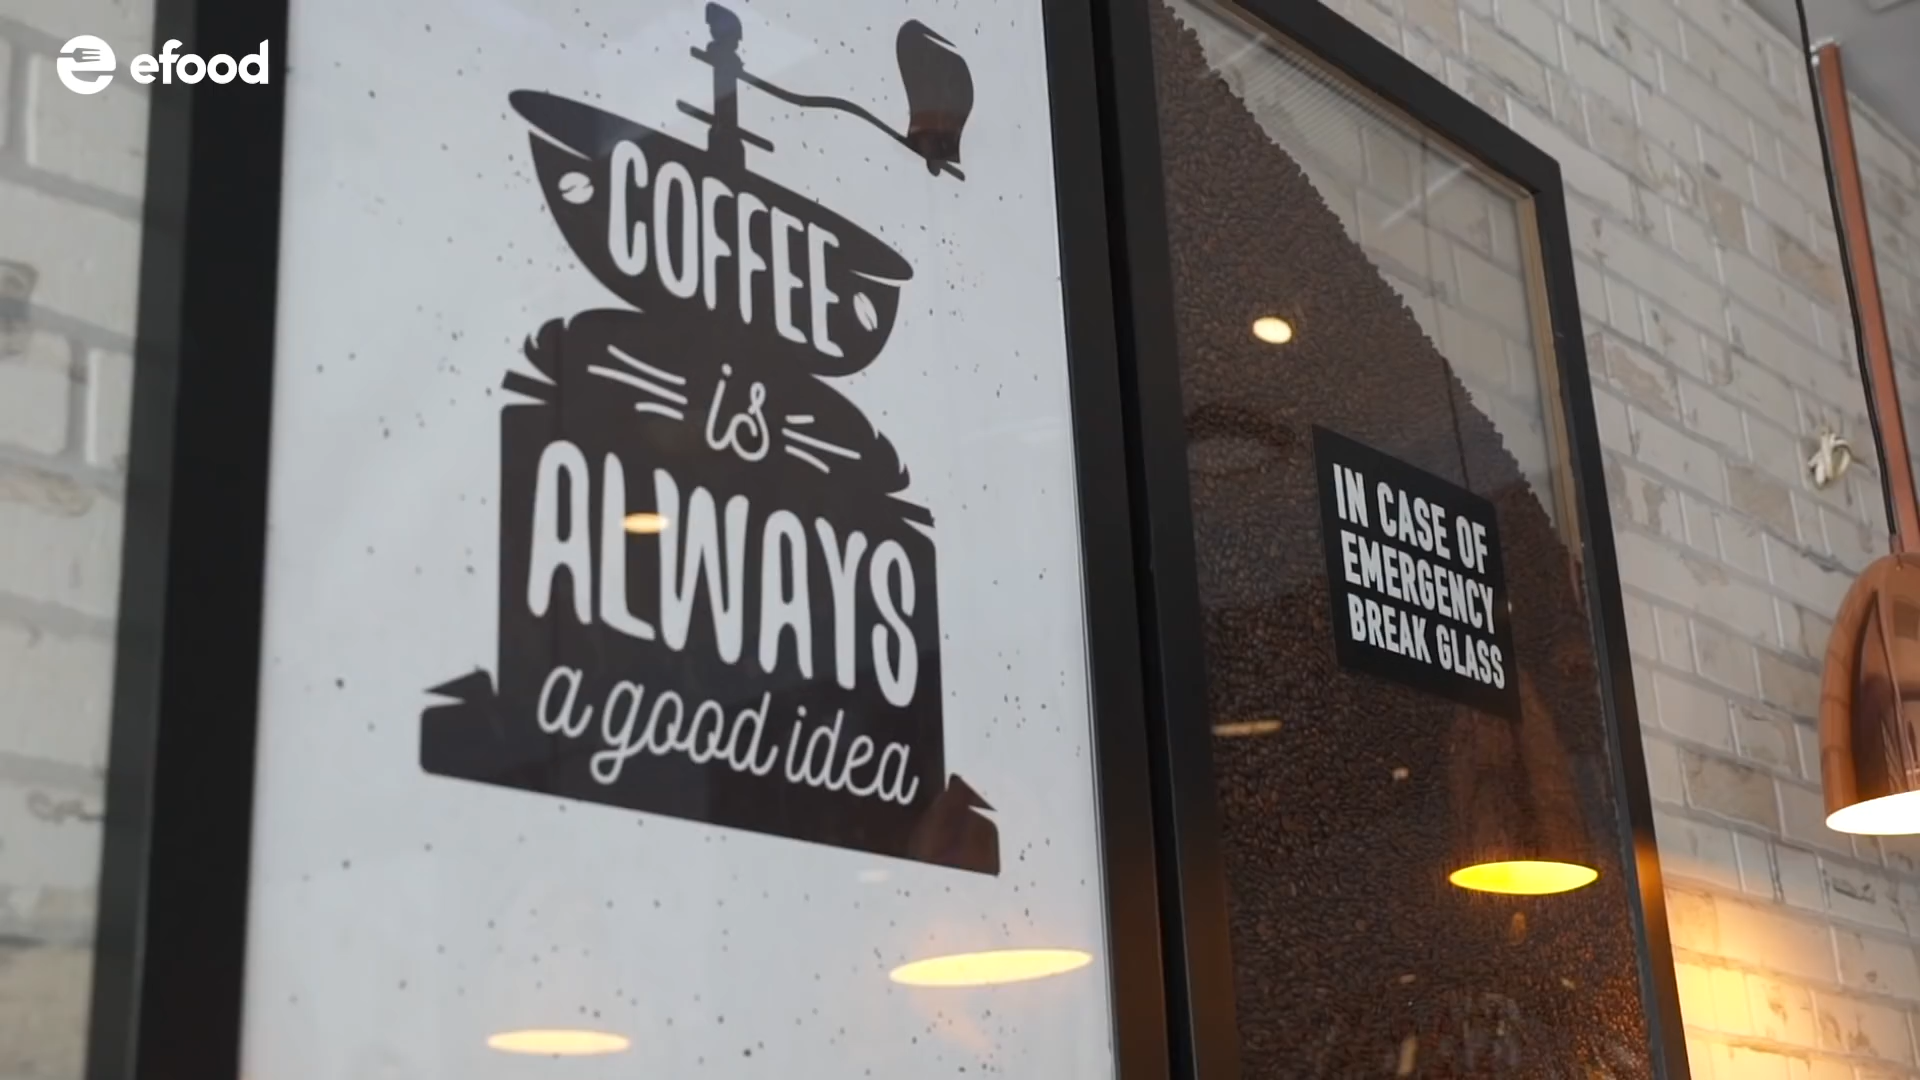 efood
COFFEE
is
ALWAYS
a good idea
IN CASE OF
EMERGENCY
BREAK GLASS